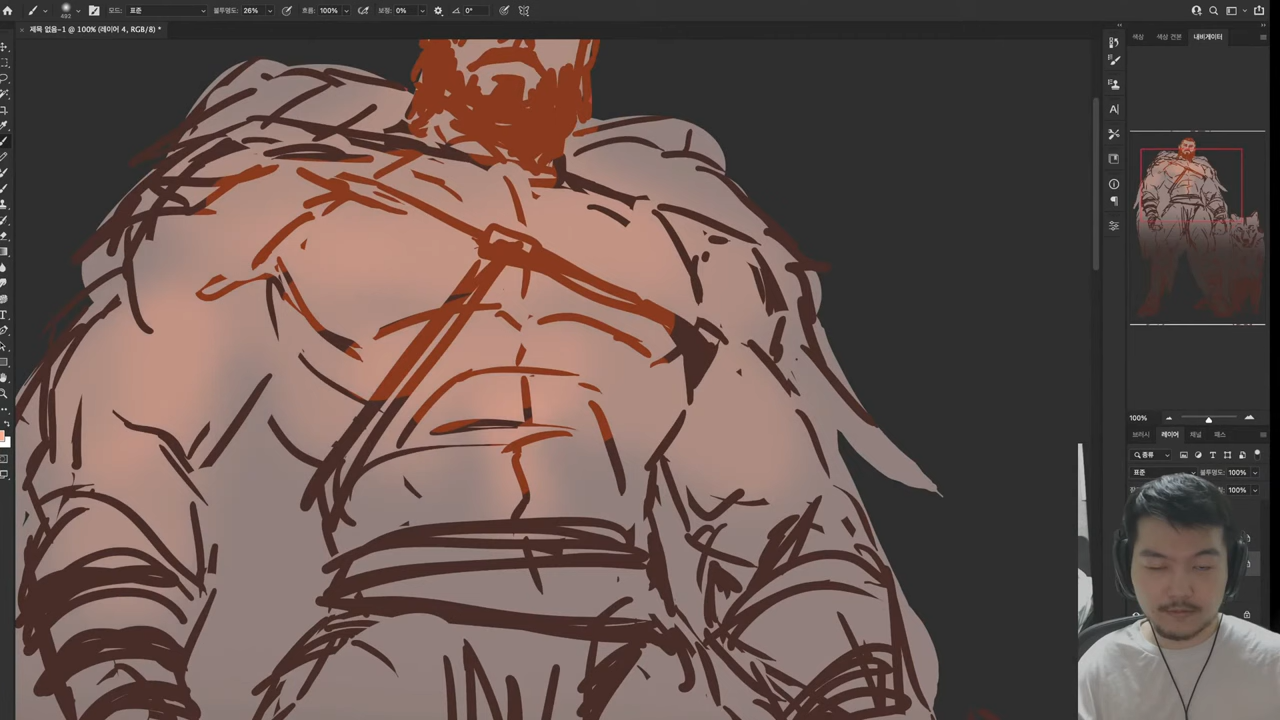 493
모드: 표준 불투명도: 26% 흐름: 100% 보정: 0% 0°
× 제목 없음-1 @ 100% (레이어 4, RGB/8) *
색상 색상 견본 내비게이터
100%
브러시 레이어 채널 패스
종류
표준 불투명도: 100%
100%